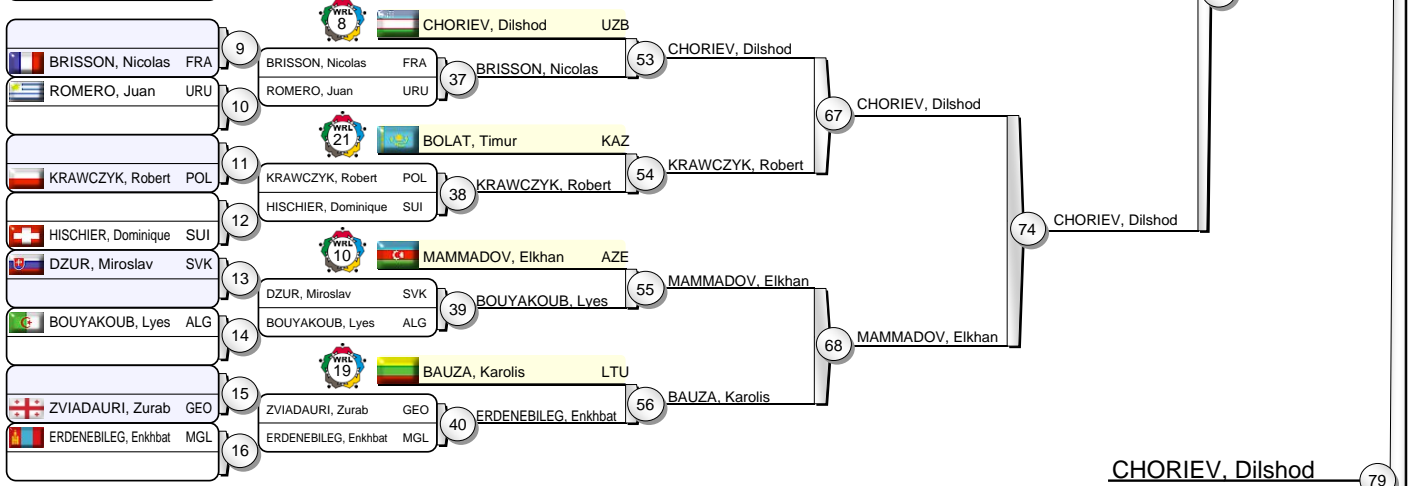 WRL 8 CHORIEV, Dilshod UZB
9
BRISSON, Nicolas FRA
BRISSON, Nicolas FRA
37
BRISSON, Nicolas
53
CHORIEV, Dilshod
ROMERO, Juan URU
ROMERO, Juan URU
10
67
CHORIEV, Dilshod
WRL 21 BOLAT, Timur KAZ
11
KRAWCZYK, Robert POL
KRAWCZYK, Robert POL
38
KRAWCZYK, Robert
54
KRAWCZYK, Robert
12
HISCHIER, Dominique SUI
HISCHIER, Dominique SUI
74
CHORIEV, Dilshod
WRL 10 MAMMADOV, Elkhan AZE
DZUR, Miroslav SVK
13
DZUR, Miroslav SVK
39
BOUYAKOUB, Lyes
55
MAMMADOV, Elkhan
BOUYAKOUB, Lyes ALG
BOUYAKOUB, Lyes ALG
14
68
MAMMADOV, Elkhan
WRL 19 BAUZA, Karolis LTU
15
ZVIADAURI, Zurab GEO
ZVIADAURI, Zurab GEO
40
ERDENEBILEG, Enkhbat
56
BAUZA, Karolis
ERDENEBILEG, Enkhbat MGL
ERDENEBILEG, Enkhbat MGL
16
CHORIEV, Dilshod
79